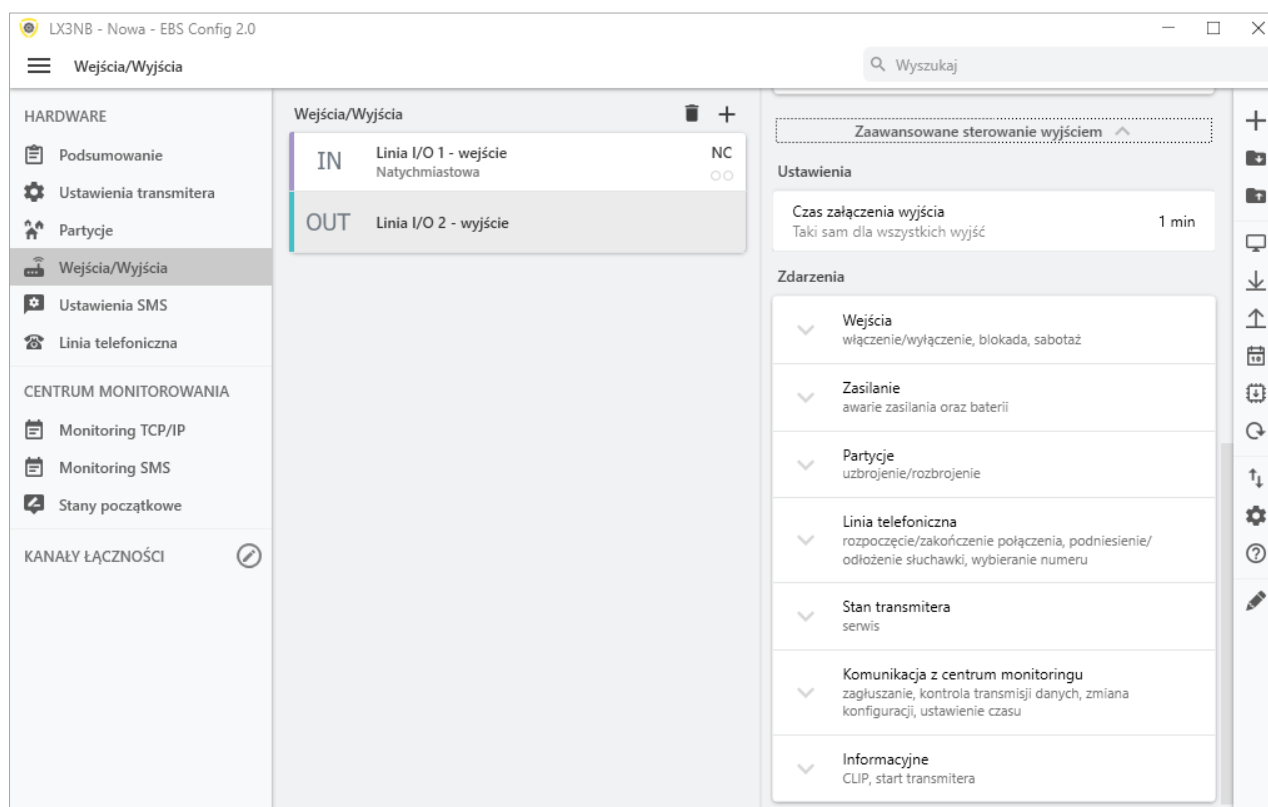 LX3NB - Nowa - EBS Config 2.0
Wejścia/Wyjścia
Wyszukaj
HARDWARE
Podsumowanie
Ustawienia transmitera
Partycje
Wejścia/Wyjścia
Ustawienia SMS
Linia telefoniczna
CENTRUM MONITOROWANIA
Monitoring TCP/IP
Monitoring SMS
Stany początkowe
KANAŁY ŁĄCZNOŚCI
Wejścia/Wyjścia
IN
Linia I/O 1 - wejście
NC
Natychmiastowa
OUT
Linia I/O 2 - wyjście
Zaawansowane sterowanie wyjściem
Ustawienia
Czas załączenia wyjścia
1 min
Taki sam dla wszystkich wyjść
Zdarzenia
Wejścia
włączenie/wyłączenie, blokada, sabotaż
Zasilanie
awarie zasilania oraz baterii
Partycje
uzbrojenie/rozbrojenie
Linia telefoniczna
rozpoczęcie/zakończenie połączenia, podniesienie/
odłożenie słuchawki, wybieranie numeru
Stan transmitera
serwis
Komunikacja z centrum monitoringu
zagłuszanie, kontrola transmisji danych, zmiana
konfiguracji, ustawienie czasu
Informacyjne
CLIP, start transmitera
10